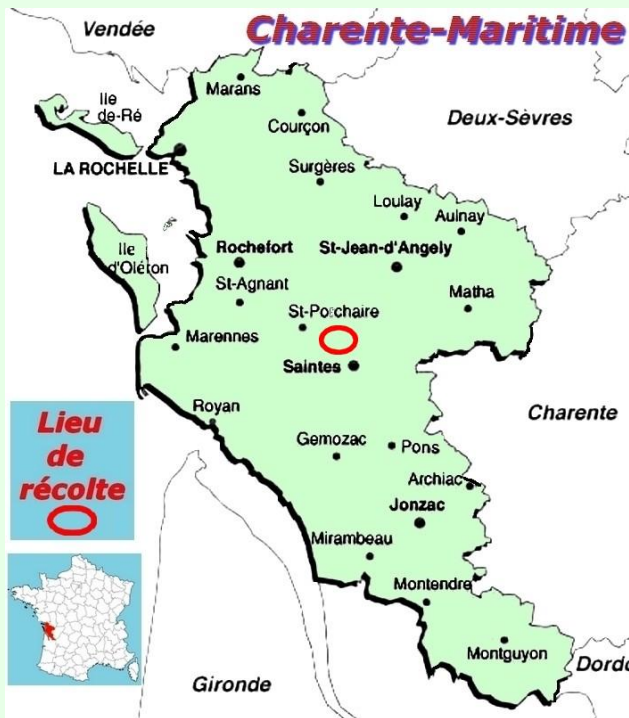 Charente-Maritime
Vendée
Marans
Ile
de-Ré
Courçon
Deux-Sèvres
LA ROCHELLE
Surgères
Loulay
Aulnay
Rochefort
St-Jean-d'Angely
Ile
d'Oléron
St-Agnant
Matha
St-Porchaire
Marennes
Saintes
Royan
Charente
Lieu
de
récolte
Gemozac
Pons
Archiac
Jonzac
Mirambeau
Montendre
Montguyon
Dordo
Gironde